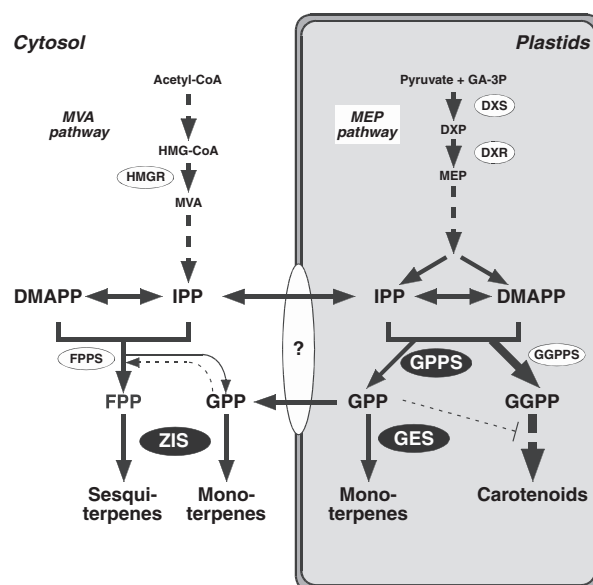 Cytosol
Plastids
Acetyl-CoA
Pyruvate + GA-3P
MVA
pathway
MEP
pathway
DXS
DXP
HMG-CoA
DXR
HMGR
MEP
MVA
DMAPP
IPP
IPP
DMAPP
?
FPPS
GPPS
GGPPS
FPP
GPP
GPP
GGPP
ZIS
GES
Sesqui-
terpenes
Mono-
terpenes
Mono-
terpenes
Carotenoids